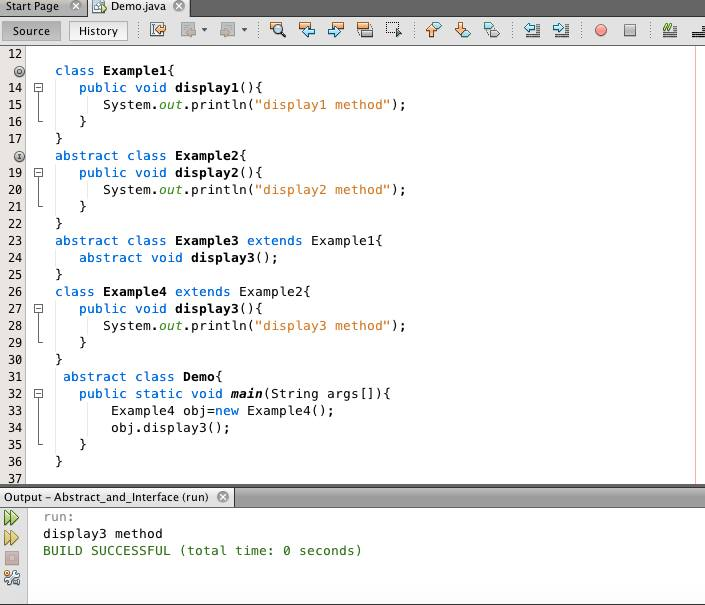 Start Page Demo.java
Source History
12
class Example1{
14 public void display1(){
15 System.out.println("display1 method");
16 }
17 }
abstract class Example2{
19 public void display2(){
20 System.out.println("display2 method");
21 }
22 }
23 abstract class Example3 extends Example1{
24 abstract void display3();
25 }
26 class Example4 extends Example2{
27 public void display3(){
28 System.out.println("display3 method");
29 }
30 }
31 abstract class Demo{
32 public static void main(String args[]){
33 Example4 obj=new Example4();
34 obj.display3();
35 }
36 }
37
Output – Abstract_and_Interface (run)
run:
display3 method
BUILD SUCCESSFUL (total time: 0 seconds)